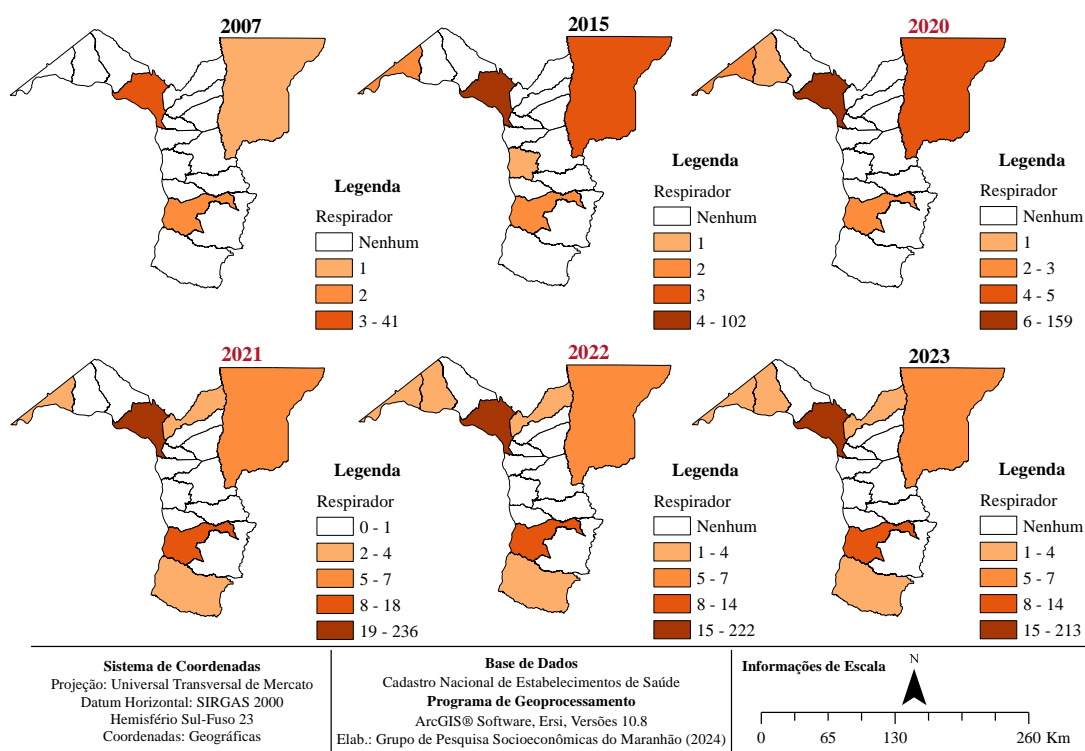 2007
Legenda
Respirador
Nenhum
1
2
3 - 41
2015
Legenda
Respirador
Nenhum
1
2
3
4 - 102
2020
Legenda
Respirador
Nenhum
1
2 - 3
4 - 5
6 - 159
2021
Legenda
Respirador
0 - 1
2 - 4
5 - 7
8 - 18
19 - 236
2022
Legenda
Respirador
Nenhum
1 - 4
5 - 7
8 - 14
15 - 222
2023
Legenda
Respirador
Nenhum
1 - 4
5 - 7
8 - 14
15 - 213
Sistema de Coordenadas
Projeção: Universal Transversal de Mercato
Datum Horizontal: SIRGAS 2000
Hemisfério Sul-Fuso 23
Coordenadas: Geográficas
Base de Dados
Cadastro Nacional de Estabelecimentos de Saúde
Programa de Geoprocessamento
ArcGIS® Software, Ersi, Versões 10.8
Elab.: Grupo de Pesquisa Socioeconômicas do Maranhão (2024)
Informações de Escala
N
0 65 130 260 Km